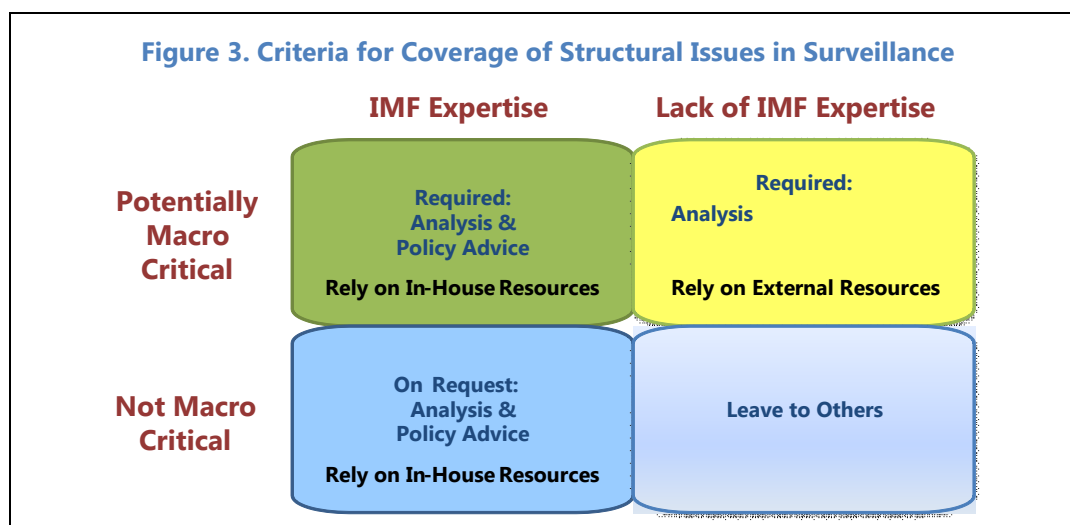 Figure 3. Criteria for Coverage of Structural Issues in Surveillance
IMF Expertise
Lack of IMF Expertise
Potentially
Macro
Critical
Required:
Analysis &
Policy Advice
Rely on In-House Resources
Required:
Analysis
Rely on External Resources
Not Macro
Critical
On Request:
Analysis &
Policy Advice
Rely on In-House Resources
Leave to Others